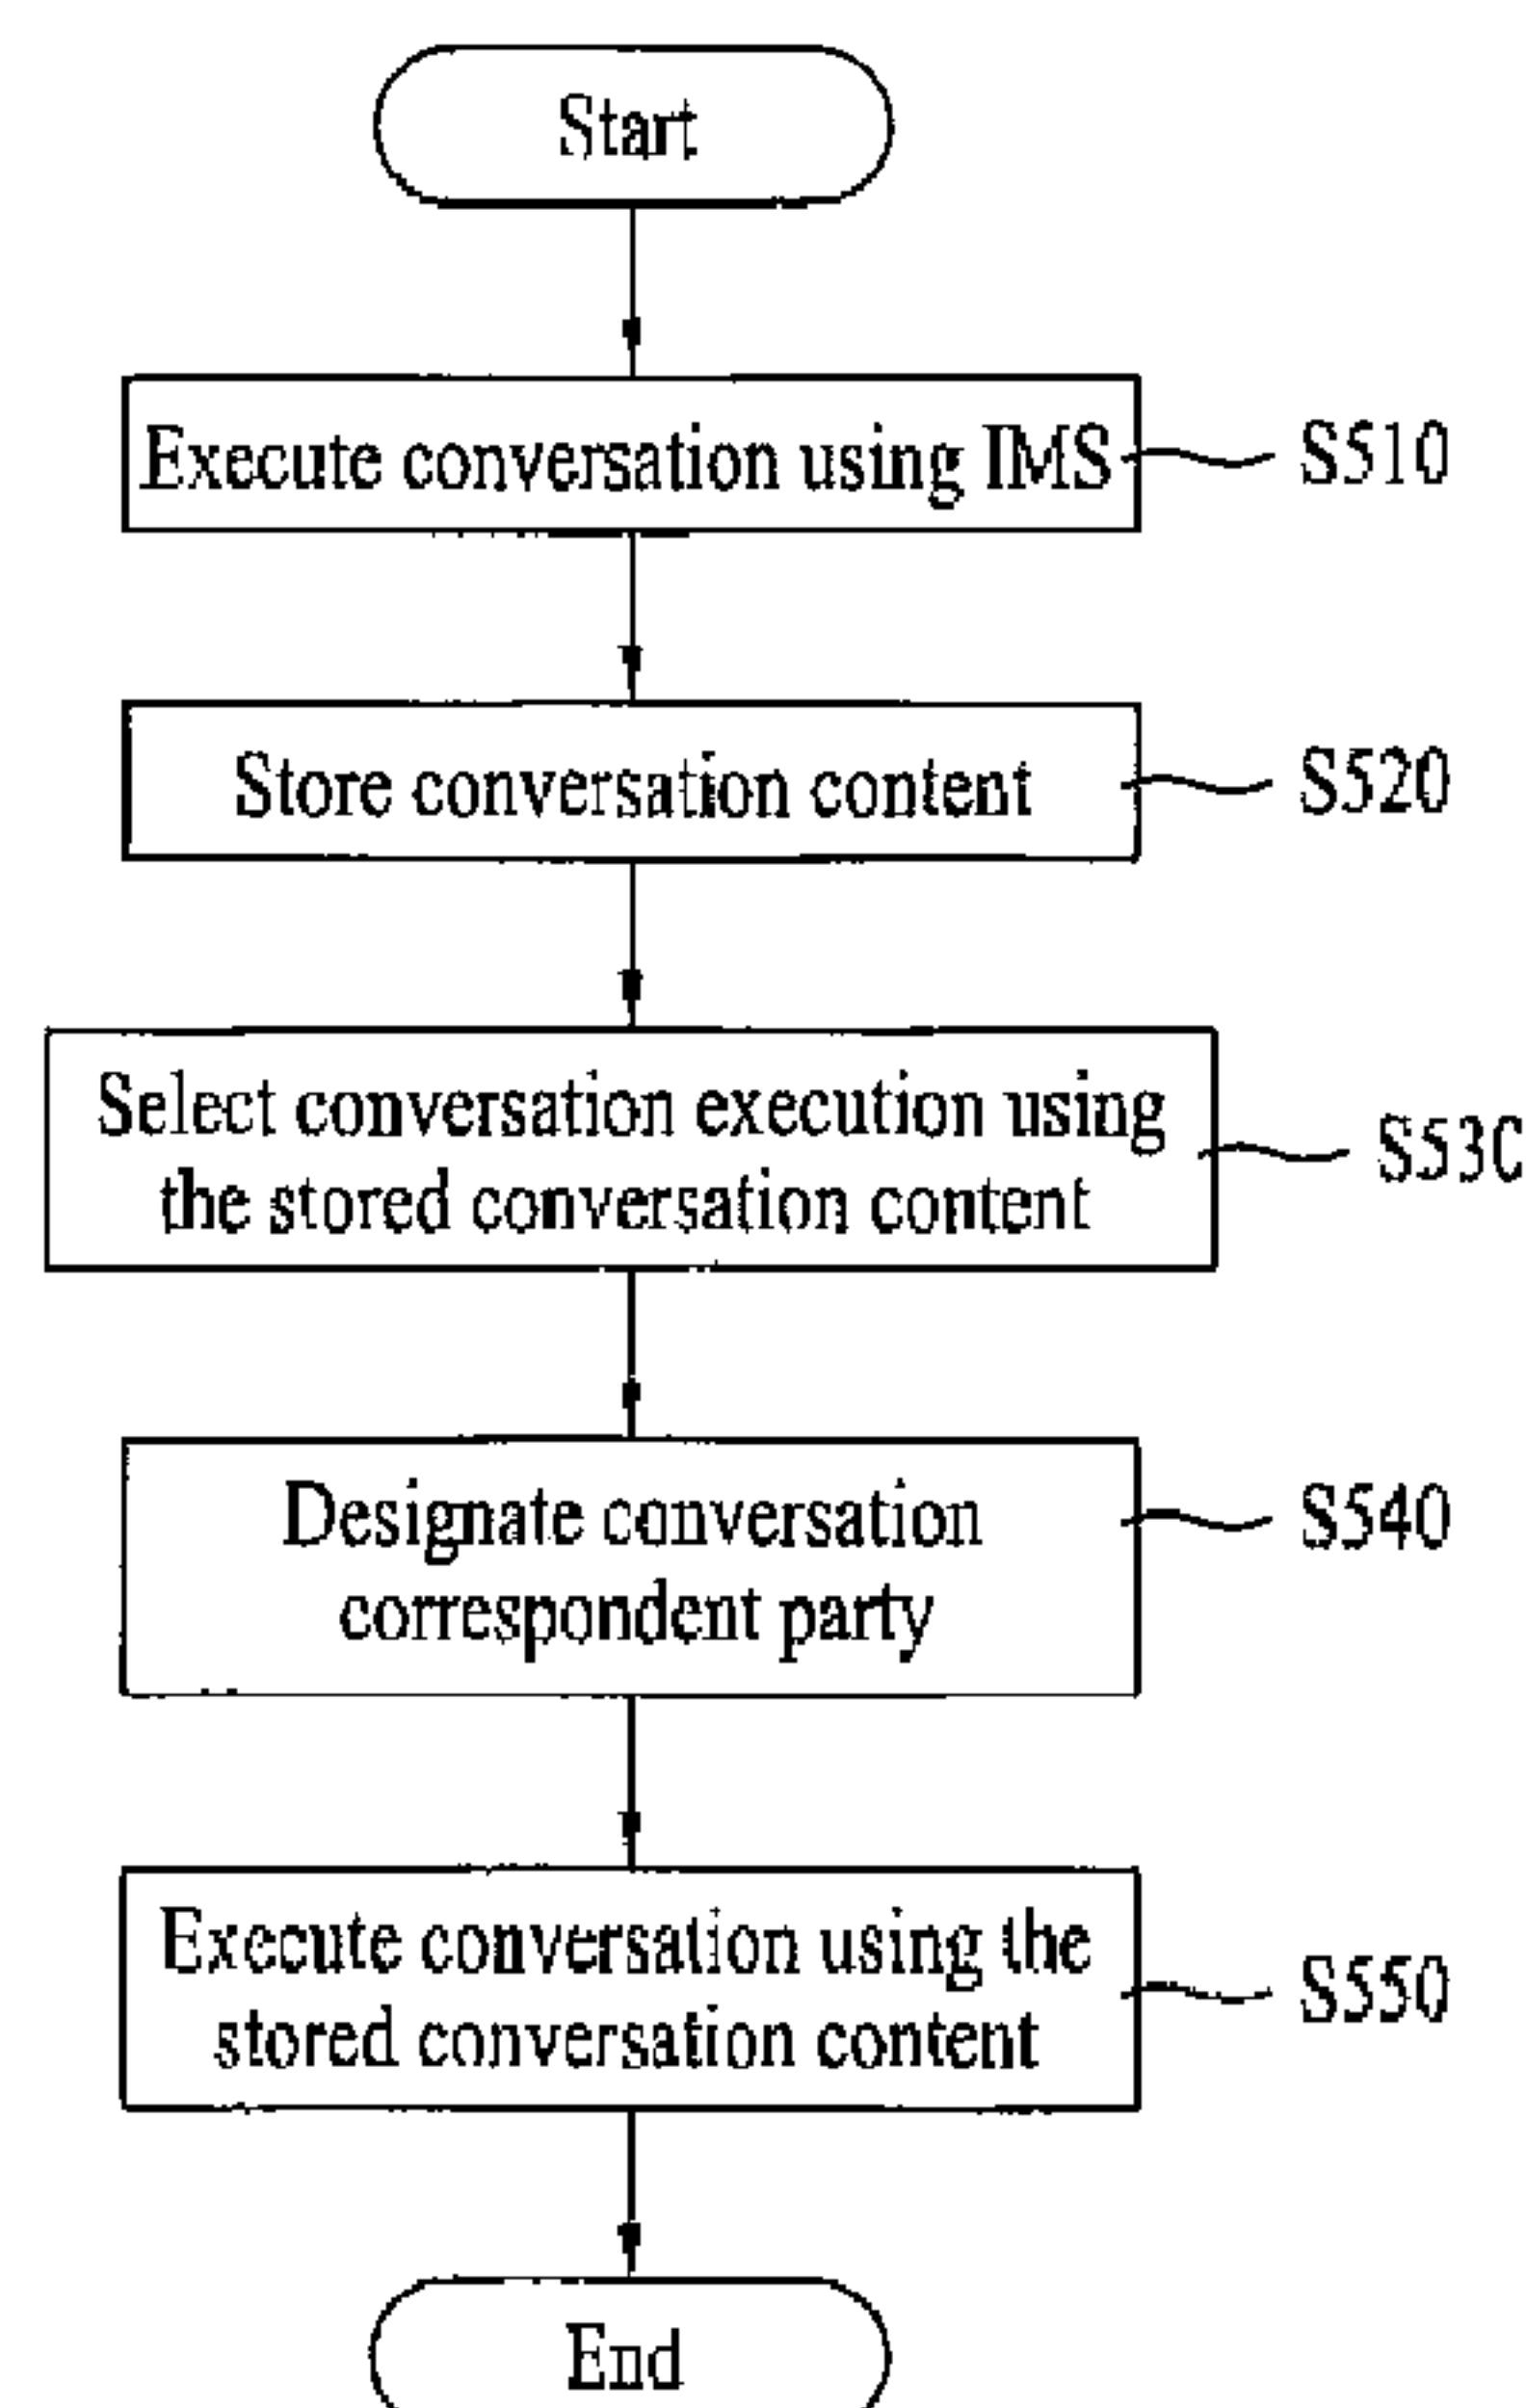 Start
Execute conversation using IMS
S510
Store conversation content
S520
Select conversation execution using
the stored conversation content
S530
Designate conversation
correspondent party
S540
Execute conversation using the
stored conversation content
S550
End